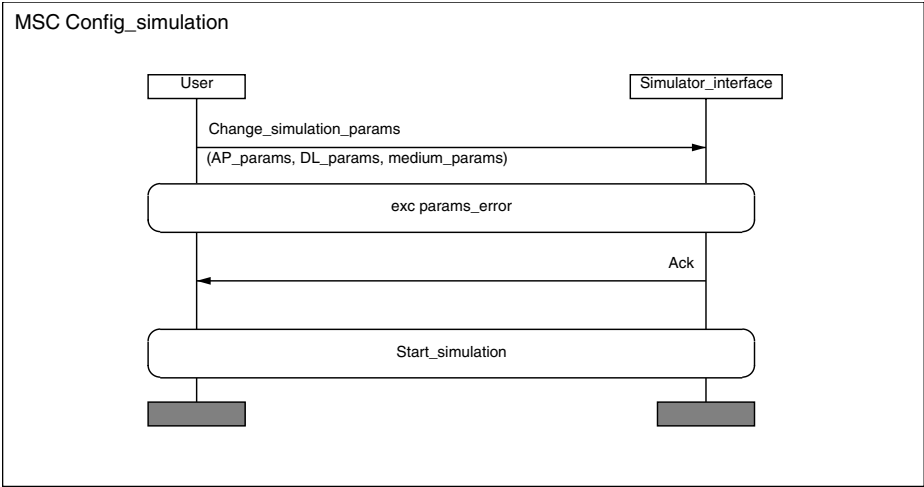 MSC Config_simulation
User
Simulator_interface
Change_simulation_params
(AP_params, DL_params, medium_params)
exc params_error
Ack
Start_simulation